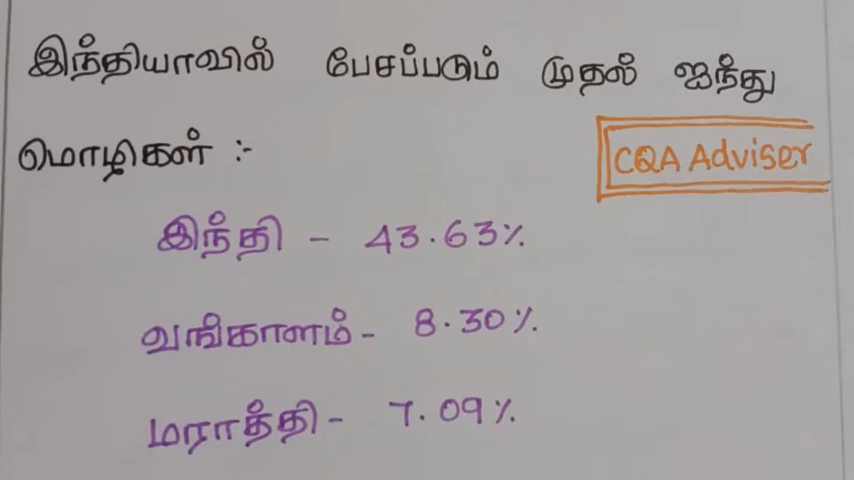 இந்தியாவில் பேசப்படும் முதல் ஐந்து
மொழிகள் :-
CQA Adviser
இந்தி - 43.63%
வங்காளம் - 8.30%
மராத்தி - 7.09%